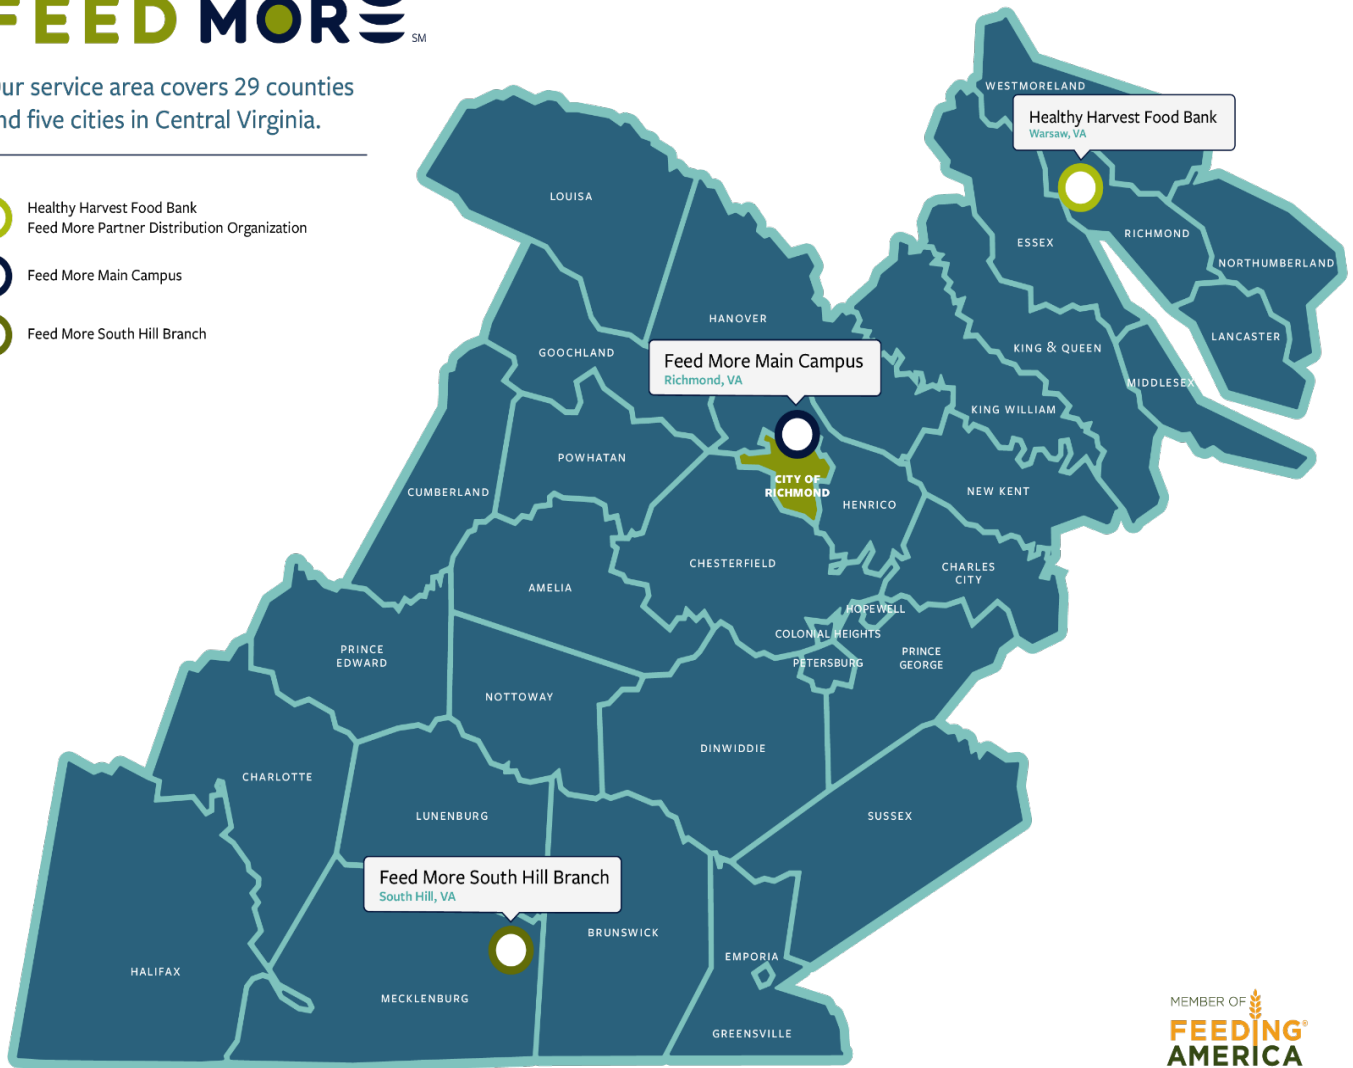 FEED MORE SM
ur service area covers 29 counties
nd five cities in Central Virginia.
Healthy Harvest Food Bank
Feed More Partner Distribution Organization
Feed More Main Campus
Feed More South Hill Branch
WESTMORELAND
Healthy Harvest Food Bank
Warsaw, VA
LOUISA
ESSEX
RICHMOND
NORTHUMBERLAND
HANOVER
LANCASTER
KING & QUEEN
GOOCHLAND
Feed More Main Campus
Richmond, VA
MIDDLESEX
KING WILLIAM
POWHATAN
CUMBERLAND
CITY OF
RICHMOND
HENRICO
NEW KENT
CHESTERFIELD
CHARLES
CITY
AMELIA
HOPEWELL
COLONIAL HEIGHTS
PRINCE
EDWARD
PETERSBURG
PRINCE
GEORGE
NOTTOWAY
DINWIDDIE
CHARLOTTE
LUNENBURG
SUSSEX
Feed More South Hill Branch
South Hill, VA
BRUNSWICK
EMPORIA
HALIFAX
MECKLENBURG
GREENSVILLE
MEMBER OF
FEEDING®
AMERICA